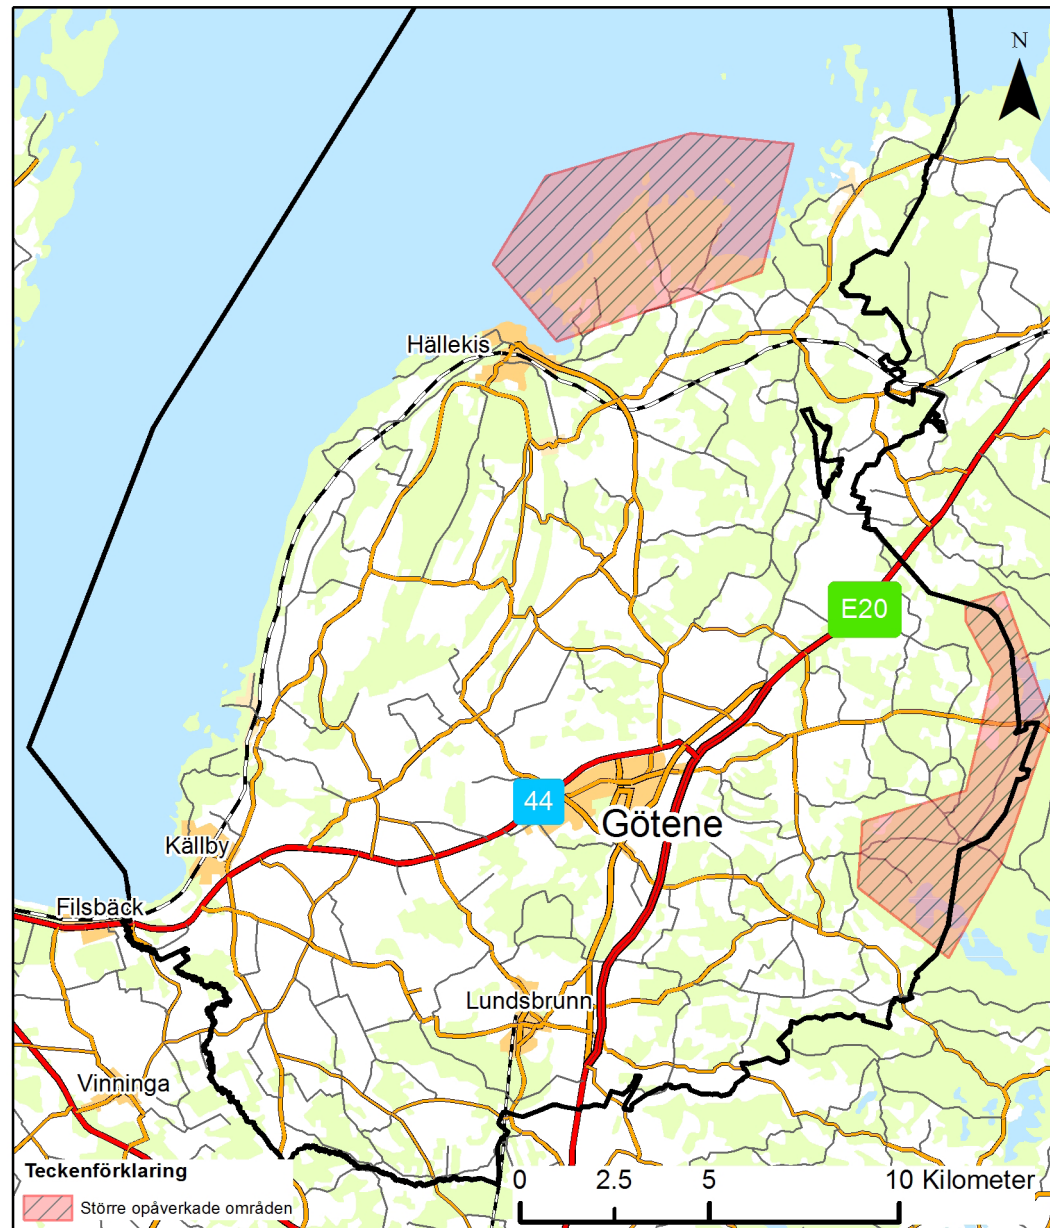 N
Hällekis
E20
44
Götene
Källby
Filsbäck
Lundsbrunn
Vinninga
Teckenförklaring
Större opåverkade områden
0 2.5 5 10 Kilometer